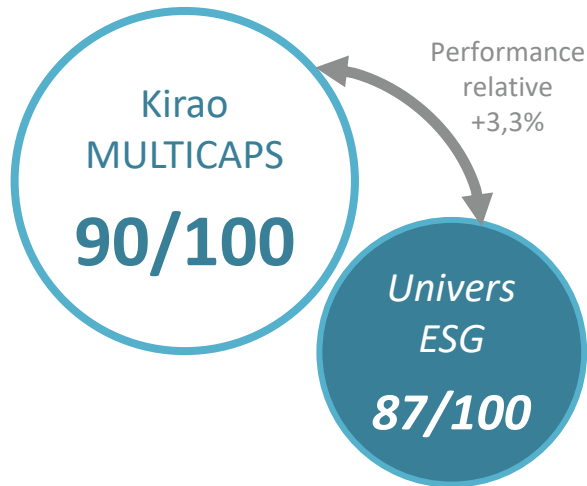 Kirao
MULTICAPS
90/100
Performance
relative
+3,3%
Univers
ESG
87/100